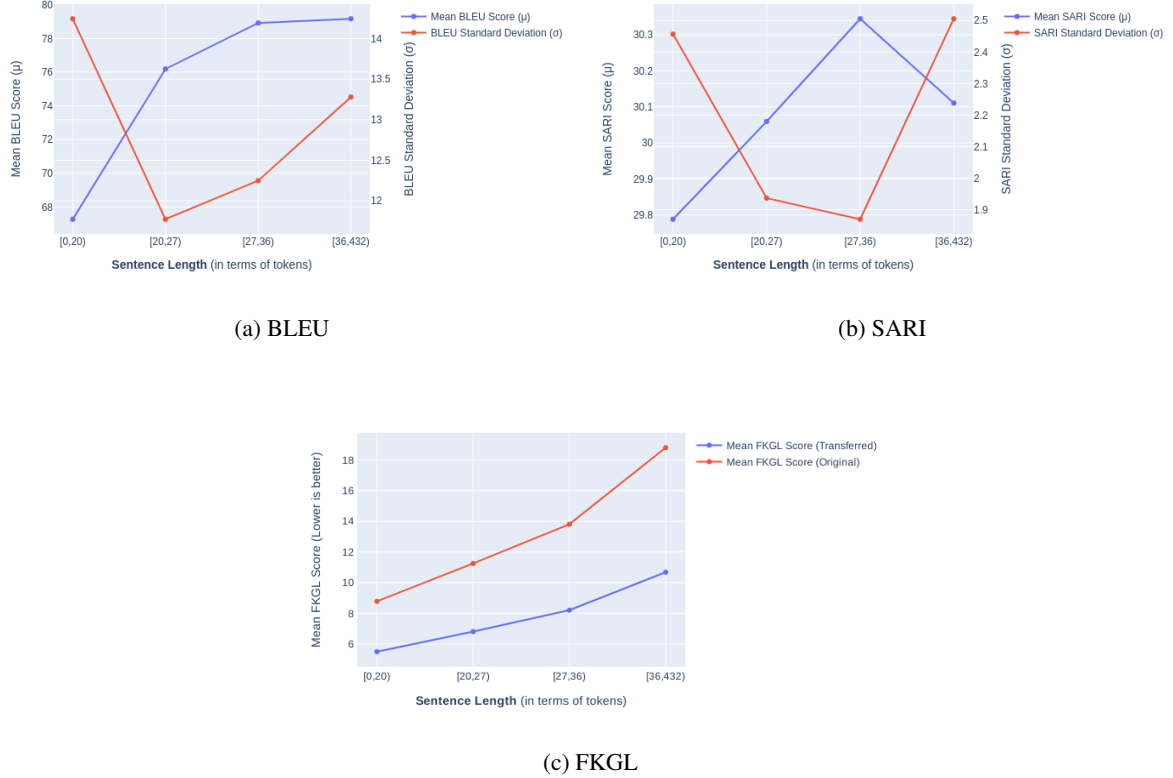 Mean BLEU Score (μ)
80
78
76
74
72
70
68
[0,20)
[20,27)
[27,36)
[36,432)
14
13.5
13
12.5
12
BLEU Standard Deviation (σ)
Mean BLEU Score (μ)
BLEU Standard Deviation (σ)
Sentence Length (in terms of tokens)
(a) BLEU
Mean SARI Score (μ)
30.3
30.2
30.1
30
29.9
29.8
[0,20)
[20,27)
[27,36)
[36,432)
2.5
2.4
2.3
2.2
2.1
2
1.9
SARI Standard Deviation (σ)
Mean SARI Score (μ)
SARI Standard Deviation (σ)
Sentence Length (in terms of tokens)
(b) SARI
Mean FKGL Score (Lower is better)
18
16
14
12
10
8
6
[0,20)
[20,27)
[27,36)
[36,432)
Mean FKGL Score (Transferred)
Mean FKGL Score (Original)
Sentence Length (in terms of tokens)
(c) FKGL